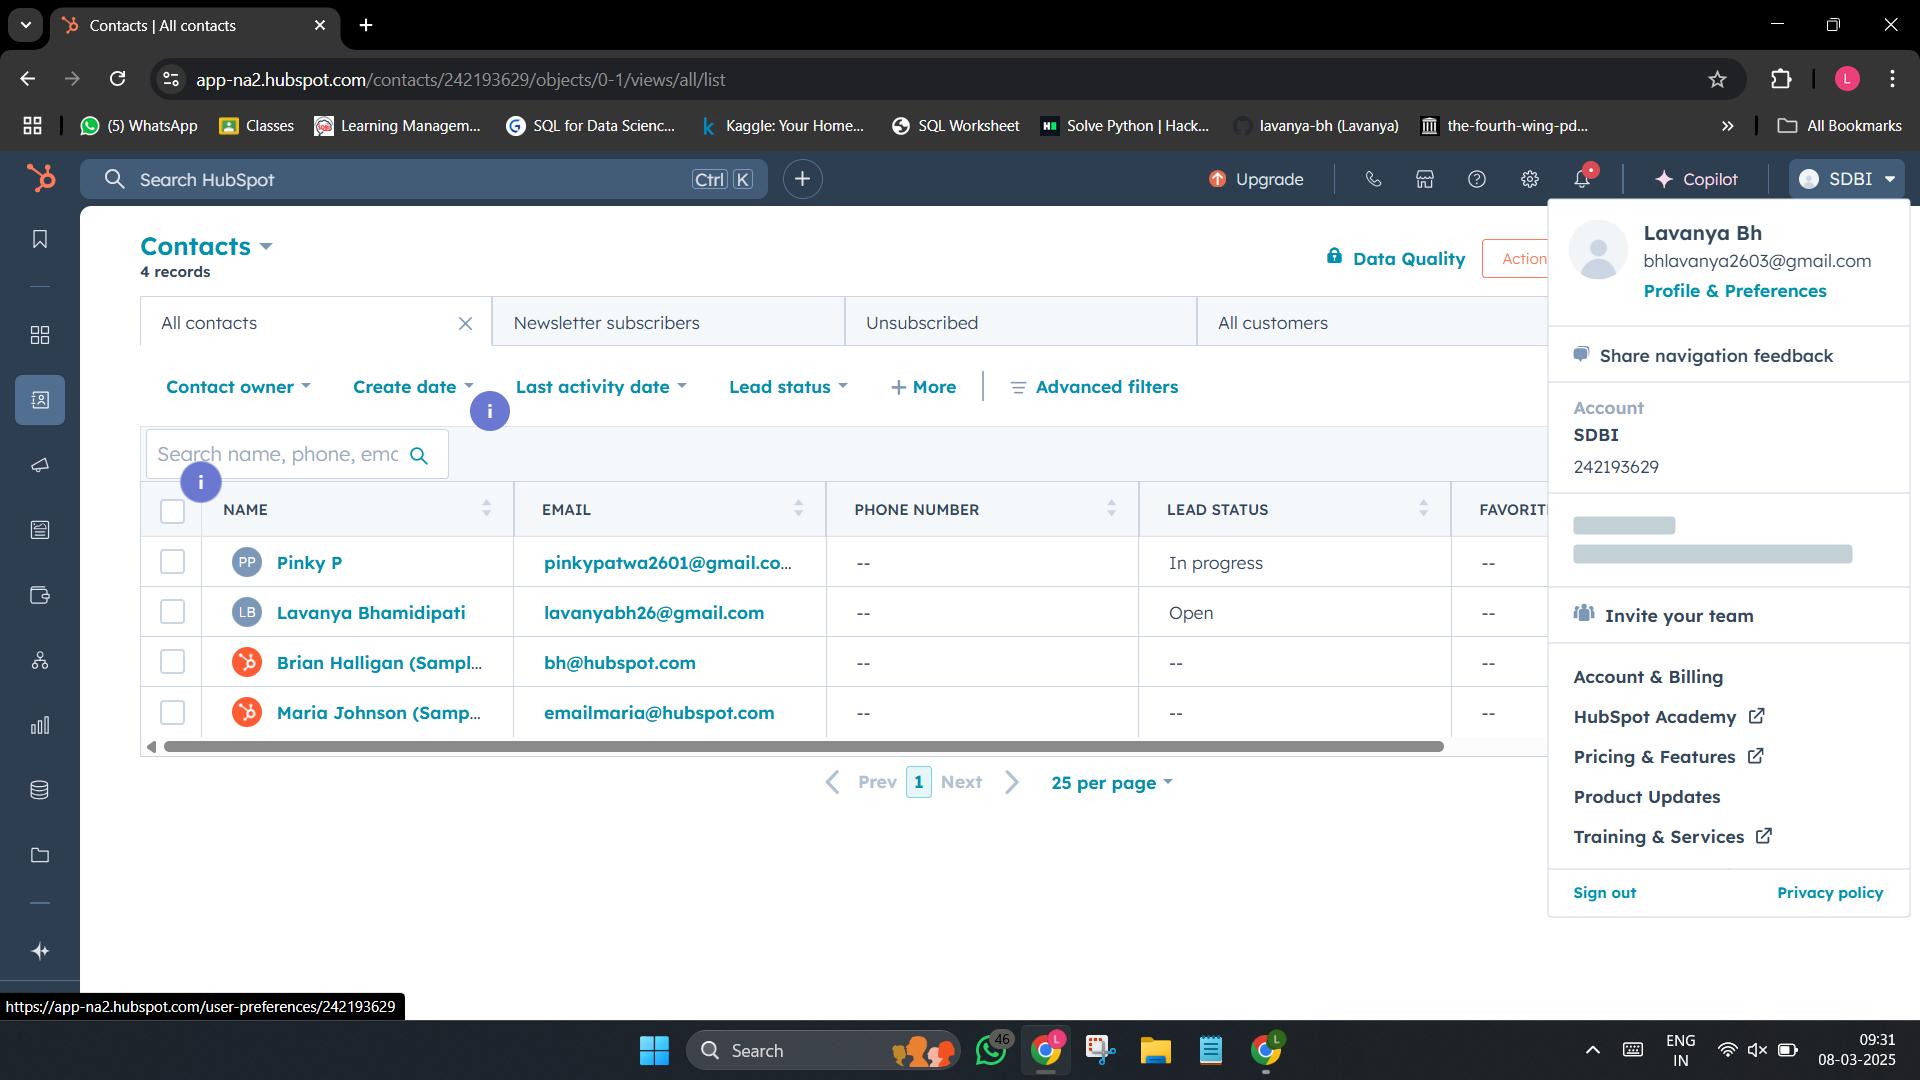 Contacts | All contacts
app-na2.hubspot.com/contacts/242193629/objects/0-1/views/all/list
L
(5) WhatsApp
Classes
Learning Managem...
SQL for Data Scienc...
Kaggle: Your Home...
SQL Worksheet
Solve Python | Hack...
lavanya-bh (Lavanya)
the-fourth-wing-pd...
All Bookmarks
Search HubSpot
Ctrl K
Upgrade
Copilot
SDBI
Contacts
4 records
Data Quality
Action
All contacts
Newsletter subscribers
Unsubscribed
All customers
Contact owner
Create date
Last activity date
Lead status
+ More
Advanced filters
i
Search name, phone, ema
i
NAME
EMAIL
PHONE NUMBER
LEAD STATUS
FAVORIT
PP Pinky P pinkypatwa2601@gmail.co... -- In progress --
LB Lavanya Bhamidipati lavanyabh26@gmail.com -- Open --
Brian Halligan (Sampl... bh@hubspot.com -- -- --
Maria Johnson (Samp... emailmaria@hubspot.com -- -- --
Prev 1 Next
25 per page
Lavanya Bh
bhlavanya2603@gmail.com
Profile & Preferences
Share navigation feedback
Account
SDBI
242193629
Invite your team
Account & Billing
HubSpot Academy
Pricing & Features
Product Updates
Training & Services
Sign out
Privacy policy
https://app-na2.hubspot.com/user-preferences/242193629
Search
46
L
L
ENG
IN
09:31
08-03-2025